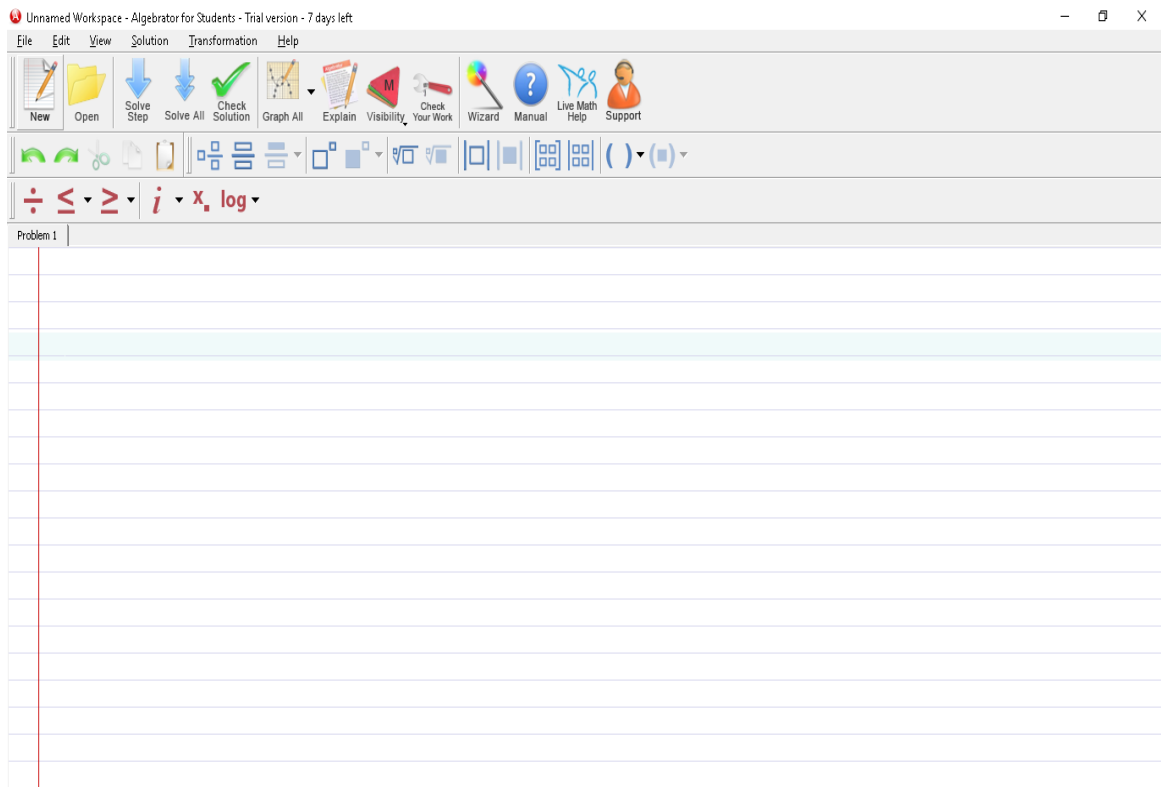 Unnamed Workspace - Algebrator for Students - Trial version - 7 days left
File Edit View Solution Transformation Help
New Open Solve Step Solve All Check Solution Graph All Explain Visibility Check Your Work Wizard Manual Live Math Help Support
÷ ≤ ≥ i x log
Problem 1